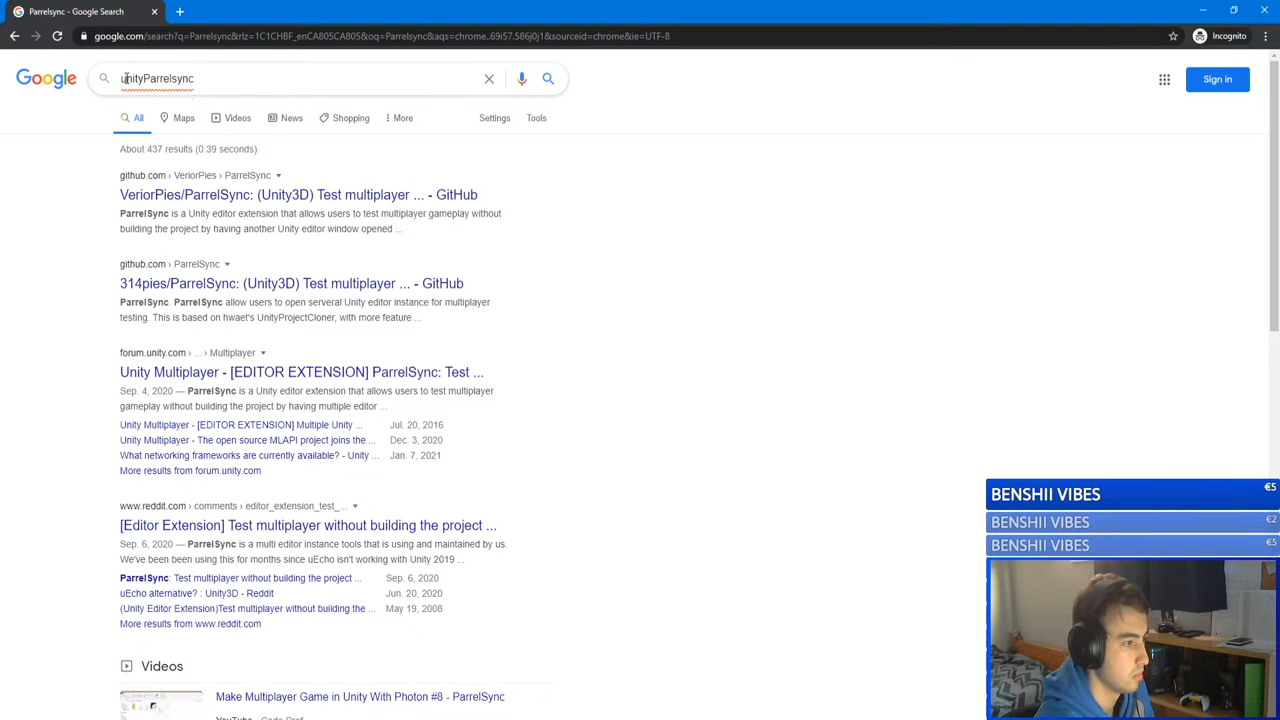 Parrelsync - Google Search
google.com/search?q=Parrelsync&rlz=1C1CHBF_enCA805CA805&oq=Parrelsync&aqs=chrome..69i57.586j0j1&sourceid=chrome&ie=UTF-8
Incognito
Google
unityParrelsync
Sign in
All
Maps
Videos
News
Shopping
More
Settings
Tools
About 437 results (0.39 seconds)
github.com › VeriorPies › ParrelSync
VeriorPies/ParrelSync: (Unity3D) Test multiplayer ... - GitHub
ParrelSync is a Unity editor extension that allows users to test multiplayer gameplay without
building the project by having another Unity editor window opened ...
github.com › ParrelSync
314pies/ParrelSync: (Unity3D) Test multiplayer ... - GitHub
ParrelSync. ParrelSync allow users to open serveral Unity editor instance for multiplayer
testing. This is based on hwaet's UnityProjectCloner, with more feature ...
forum.unity.com › ... › Multiplayer
Unity Multiplayer - [EDITOR EXTENSION] ParrelSync: Test ...
Sep. 4, 2020 — ParrelSync is a Unity editor extension that allows users to test multiplayer
gameplay without building the project by having multiple editor ...
Unity Multiplayer - [EDITOR EXTENSION] Multiple Unity ... Jul. 20, 2016
Unity Multiplayer - The open source MLAPI project joins the ... Dec. 3, 2020
What networking frameworks are currently available? - Unity ... Jan. 7, 2021
More results from forum.unity.com
www.reddit.com › comments › editor_extension_test_...
[Editor Extension] Test multiplayer without building the project ...
Sep. 6, 2020 — ParrelSync is a multi editor instance tools that is using and maintained by us.
We've been been using this for months since uEcho isn't working with Unity 2019 ...
ParrelSync: Test multiplayer without building the project ... Sep. 6, 2020
uEcho alternative? : Unity3D - Reddit Jun. 20, 2020
(Unity Editor Extension)Test multiplayer without building the ... May 19, 2008
More results from www.reddit.com
Videos
Make Multiplayer Game in Unity With Photon #8 - ParrelSync
BENSHII VIBES €5
BENSHII VIBES €2
BENSHII VIBES €5